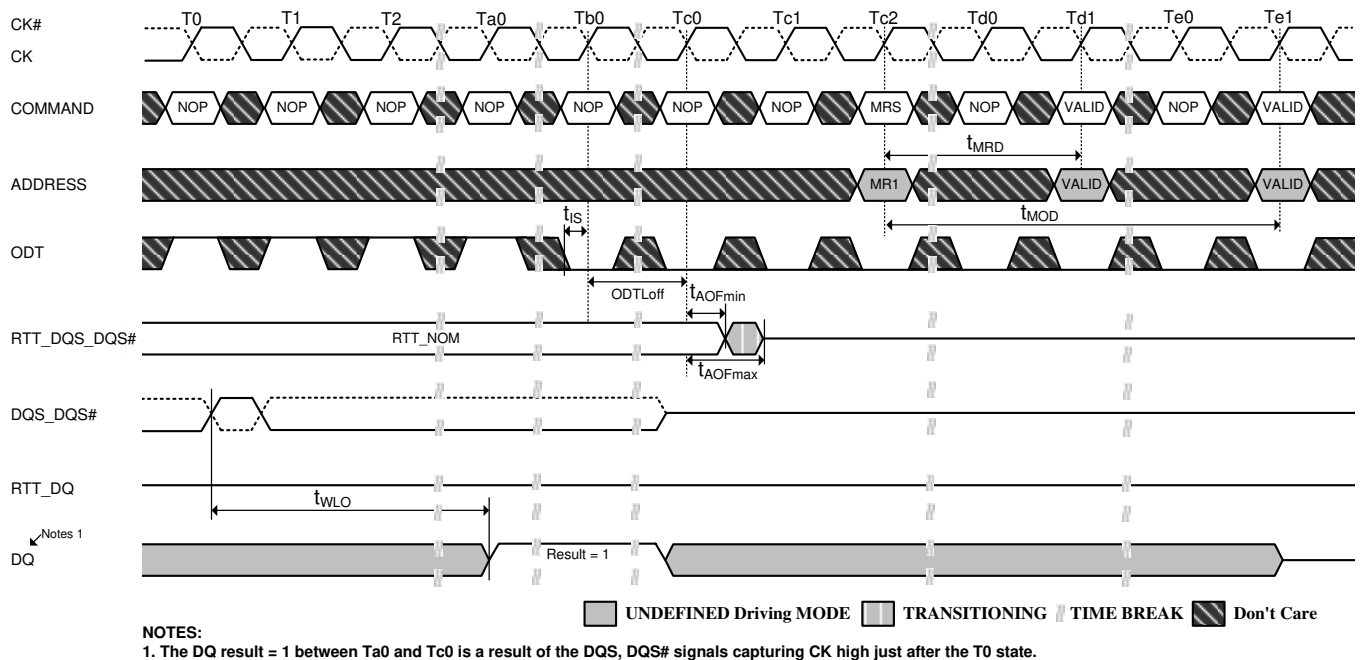 T0 T1 T2 Ta0 Tb0 Tc0 Tc1 Tc2 Td0 Td1 Te0 Te1
CK#
CK
COMMAND NOP NOP NOP NOP NOP NOP NOP MRS NOP VALID NOP VALID
tMRD
ADDRESS MR1 VALID VALID
tIS tMOD
ODT
ODTLoff tAOFmin
RTT_DQS_DQS# RTT_NOM
tAOFmax
DQS_DQS#
RTT_DQ
tWLO
Notes 1
DQ Result = 1
UNDEFINED Driving MODE TRANSITIONING TIME BREAK Don't Care
NOTES:
1. The DQ result = 1 between Ta0 and Tc0 is a result of the DQS, DQS# signals capturing CK high just after the T0 state.